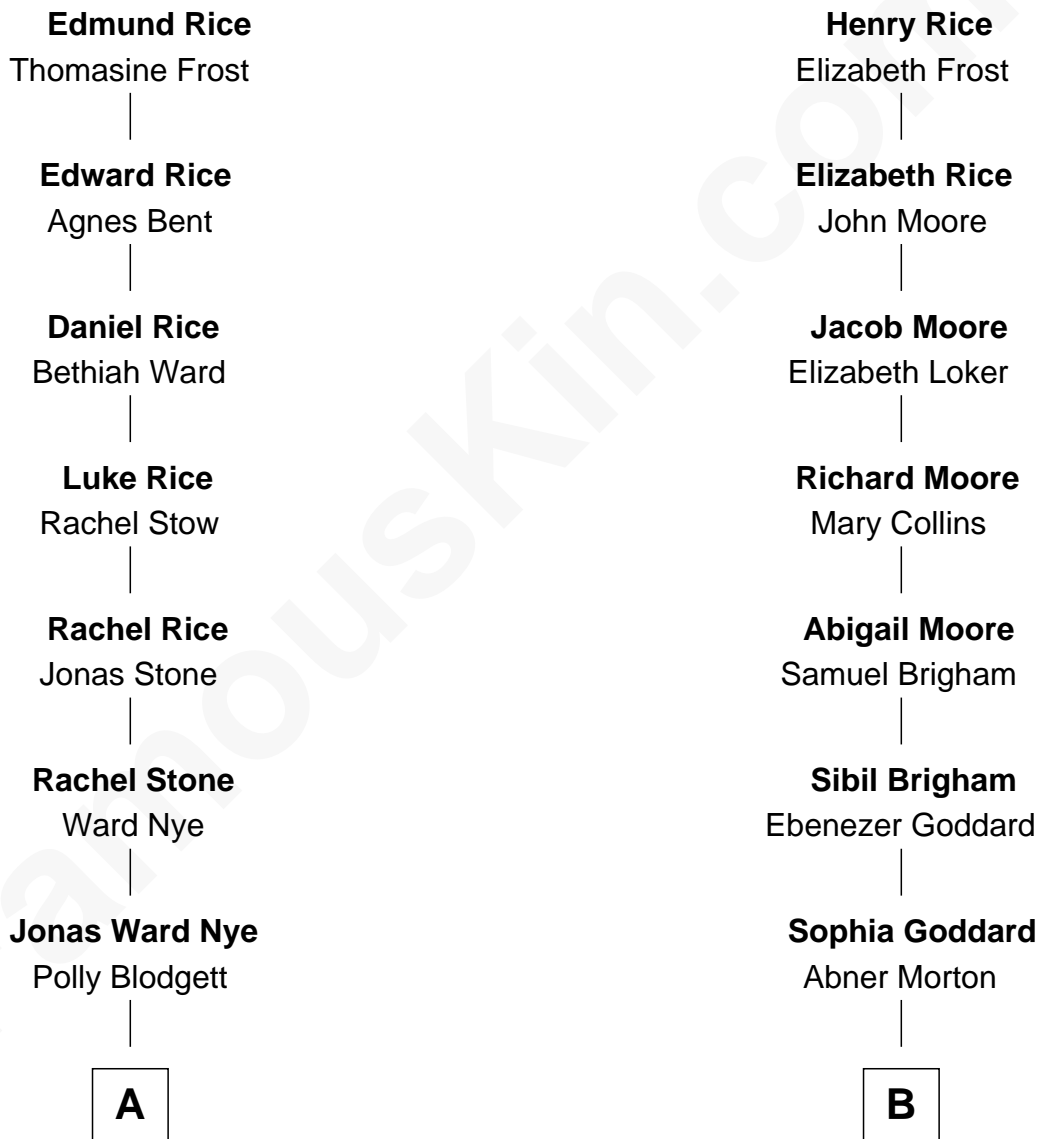 Edmund Rice
Thomasine Frost
Edward Rice
Agnes Bent
Daniel Rice
Bethiah Ward
Luke Rice
Rachel Stow
Rachel Rice
Jonas Stone
Rachel Stone
Ward Nye
Jonas Ward Nye
Polly Blodgett
A
Henry Rice
Elizabeth Frost
Elizabeth Rice
John Moore
Jacob Moore
Elizabeth Loker
Richard Moore
Mary Collins
Abigail Moore
Samuel Brigham
Sibil Brigham
Ebenezer Goddard
Sophia Goddard
Abner Morton
B
amouskin.com